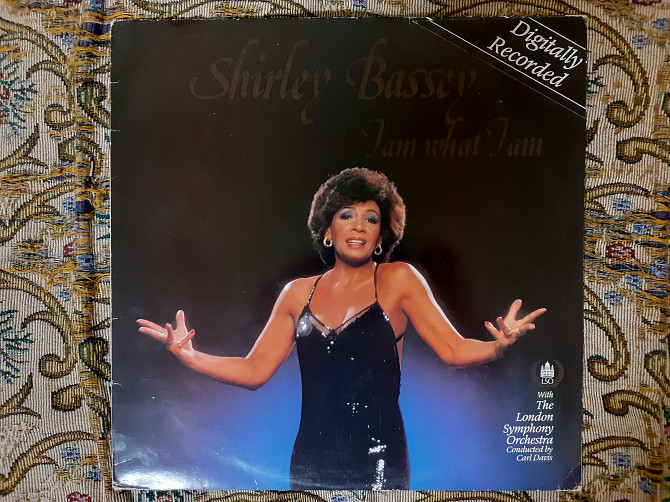 Digitally
Recorded
Shirley Bassey
I am what I am
LSO
With
The
London
Symphony
Orchestra
Conducted by
Carl Davis